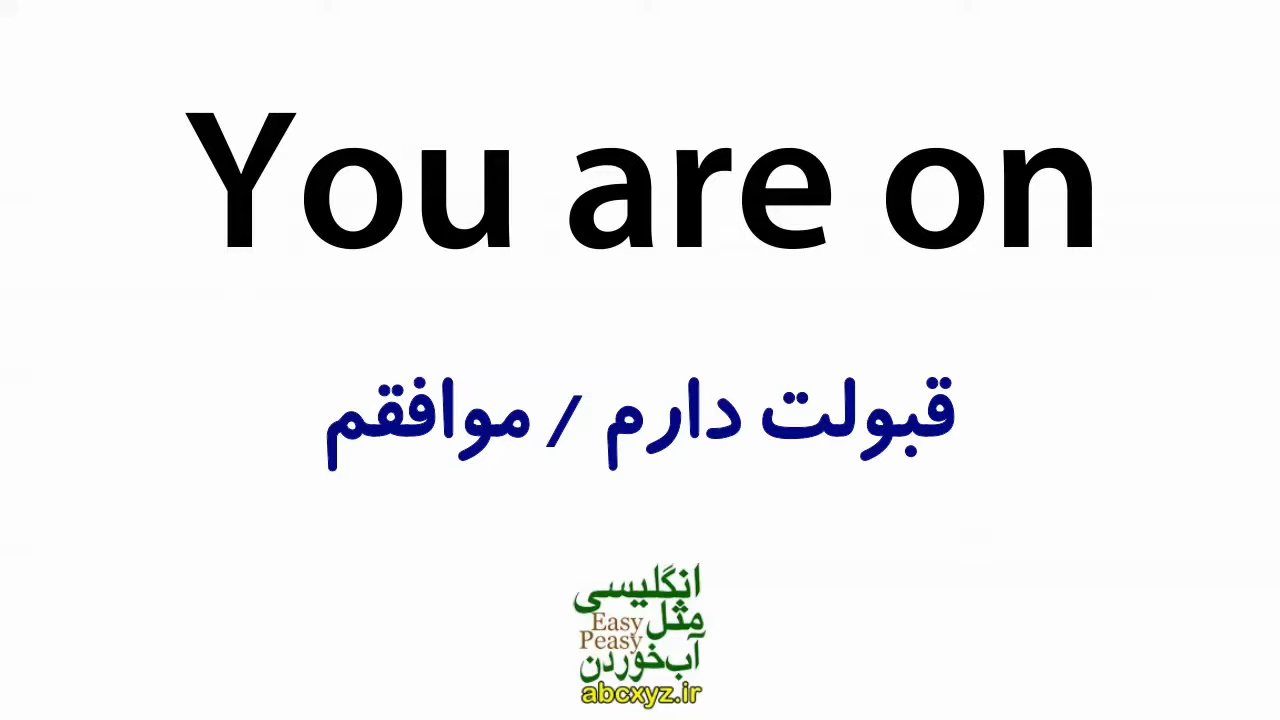 You are on
قبولت دارم / موافقم
انگلیسی
مثل
Easy
Peasy
آب‌خوردن
abcxyz.ir